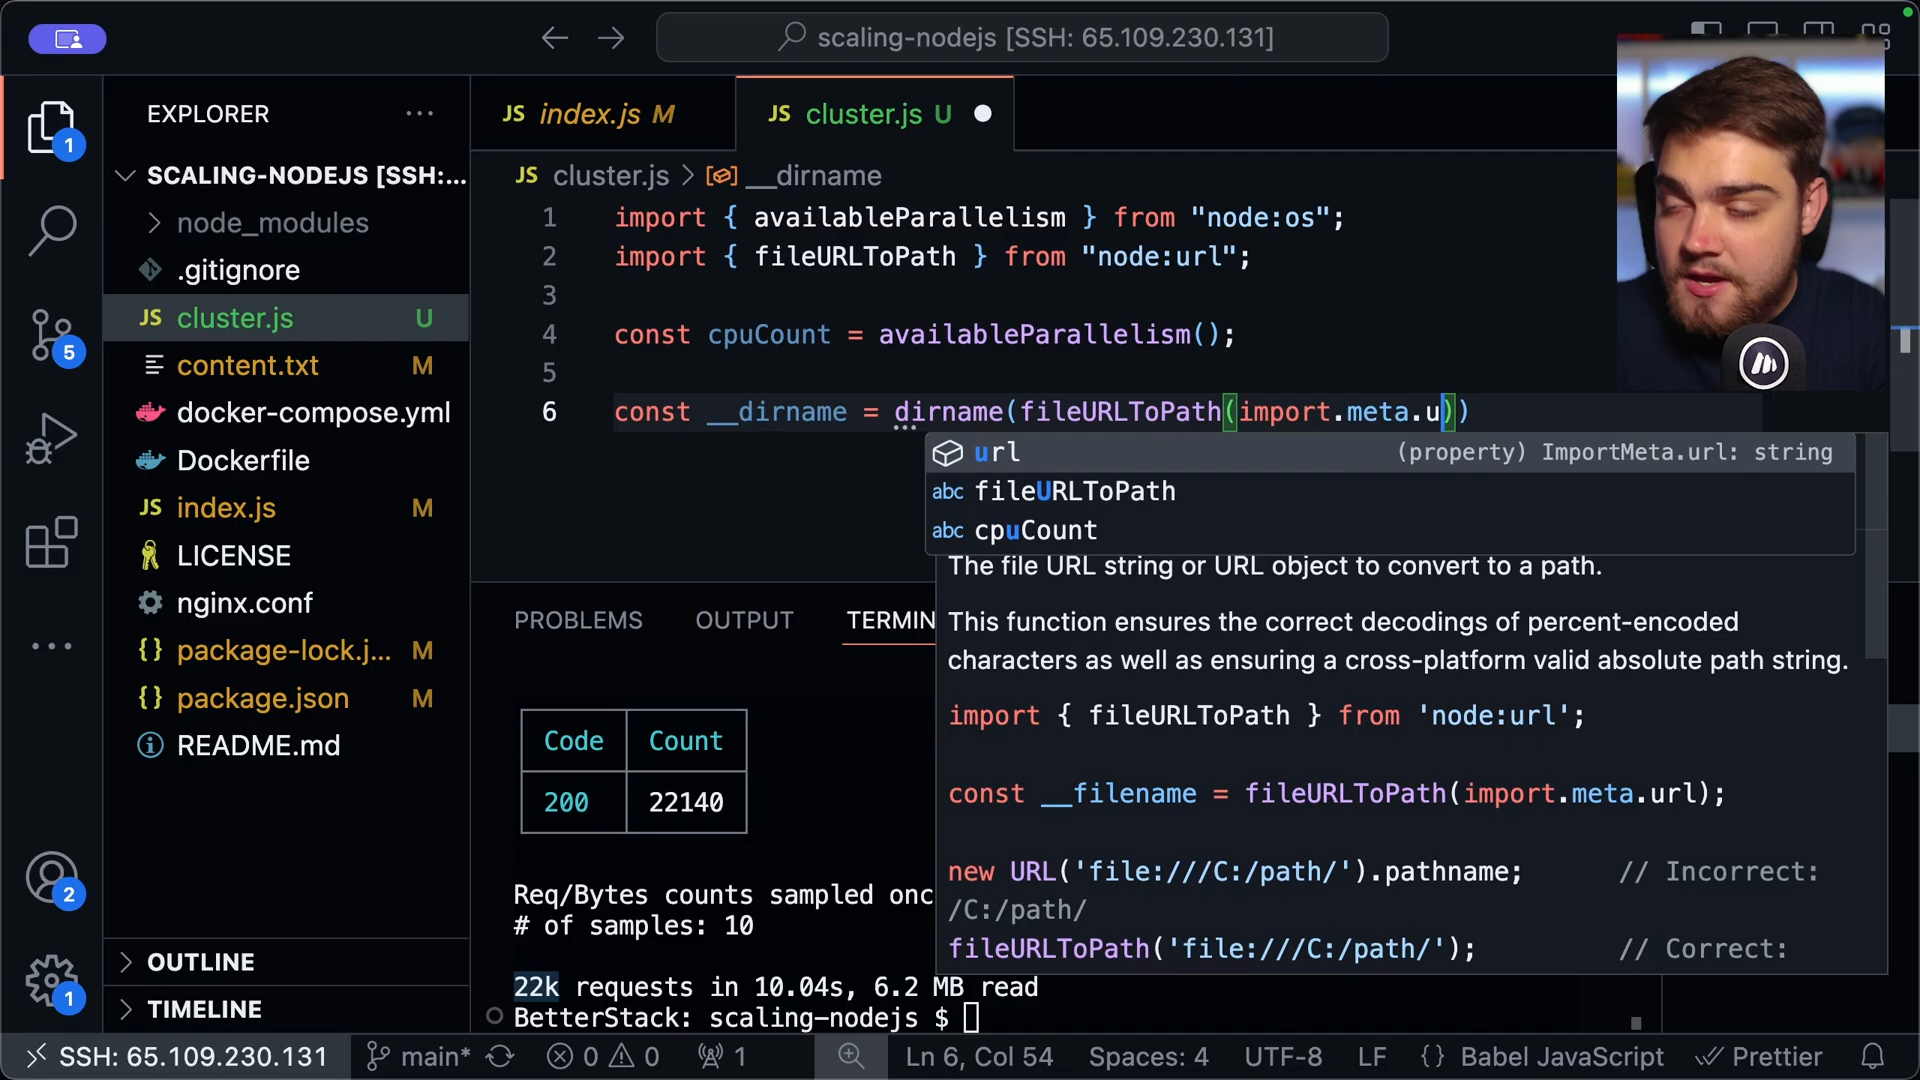 scaling-nodejs [SSH: 65.109.230.131]
EXPLORER
JS index.js M
JS cluster.js U
1
SCALING-NODEJS [SSH:...
JS cluster.js > __dirname
node_modules
.gitignore
JS cluster.js U
5
content.txt M
docker-compose.yml
Dockerfile
JS index.js M
LICENSE
nginx.conf
{} package-lock.j... M
{} package.json M
README.md
2
OUTLINE
1
TIMELINE
1 import { availableParallelism } from "node:os";
2 import { fileURLToPath } from "node:url";
3
4 const cpuCount = availableParallelism();
5
6 const __dirname = dirname(fileURLToPath(import.meta.u))
url (property) ImportMeta.url: string
abc fileURLToPath
abc cpuCount
The file URL string or URL object to convert to a path.
This function ensures the correct decodings of percent-encoded
characters as well as ensuring a cross-platform valid absolute path string.
import { fileURLToPath } from 'node:url';
const __filename = fileURLToPath(import.meta.url);
new URL('file:///C:/path/').pathname; // Incorrect:
/C:/path/
fileURLToPath('file:///C:/path/'); // Correct:
PROBLEMS OUTPUT TERMIN
Code Count
200 22140
Req/Bytes counts sampled onc
# of samples: 10
22k requests in 10.04s, 6.2 MB read
BetterStack: scaling-nodejs $
SSH: 65.109.230.131 main* 0 0 1 Ln 6, Col 54 Spaces: 4 UTF-8 LF {} Babel JavaScript Prettier